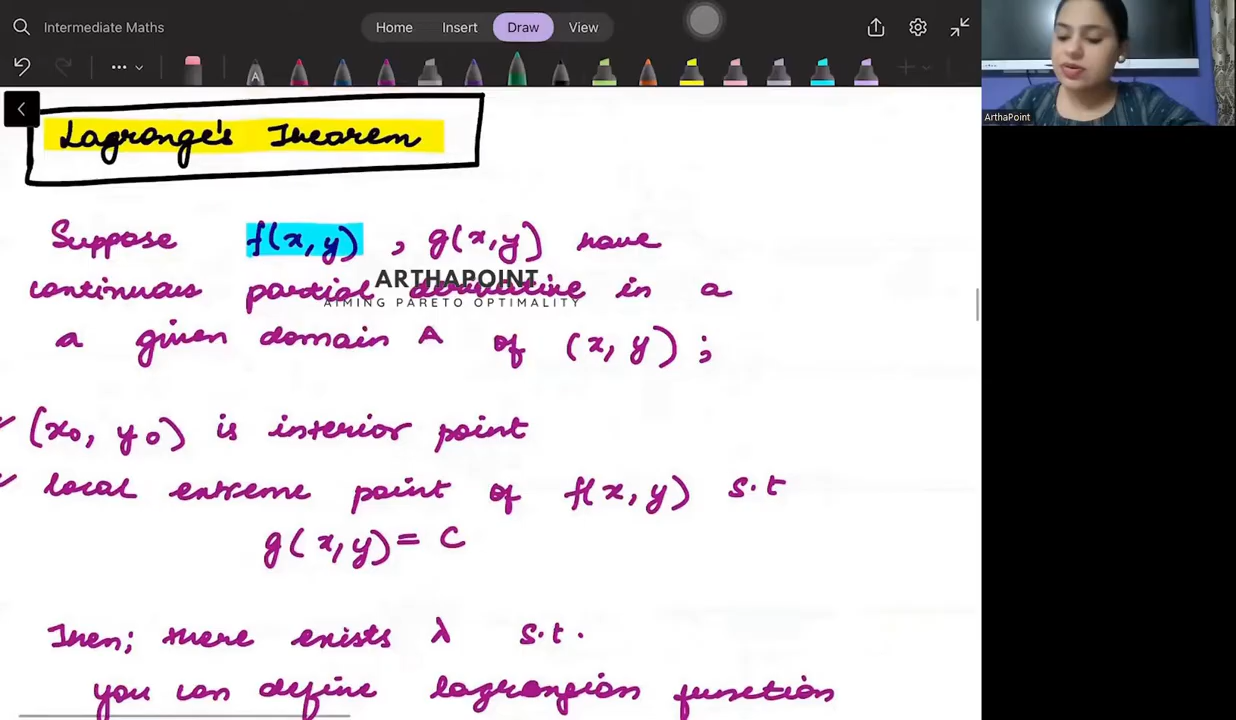 Intermediate Maths
Home Insert Draw View
A
ArthaPoint
Lagrange's Theorem
Suppose f(x, y) , g(x,y) have
ARTHAPOINT
continuous partial derivative in a
AIMING PARETO OPTIMALITY
a given domain A of (x, y) ;
(x₀, y₀) is interior point
local extreme point of f(x, y) s.t
g(x,y) = C
Then; there exists λ s.t.
you can define lagrangian function